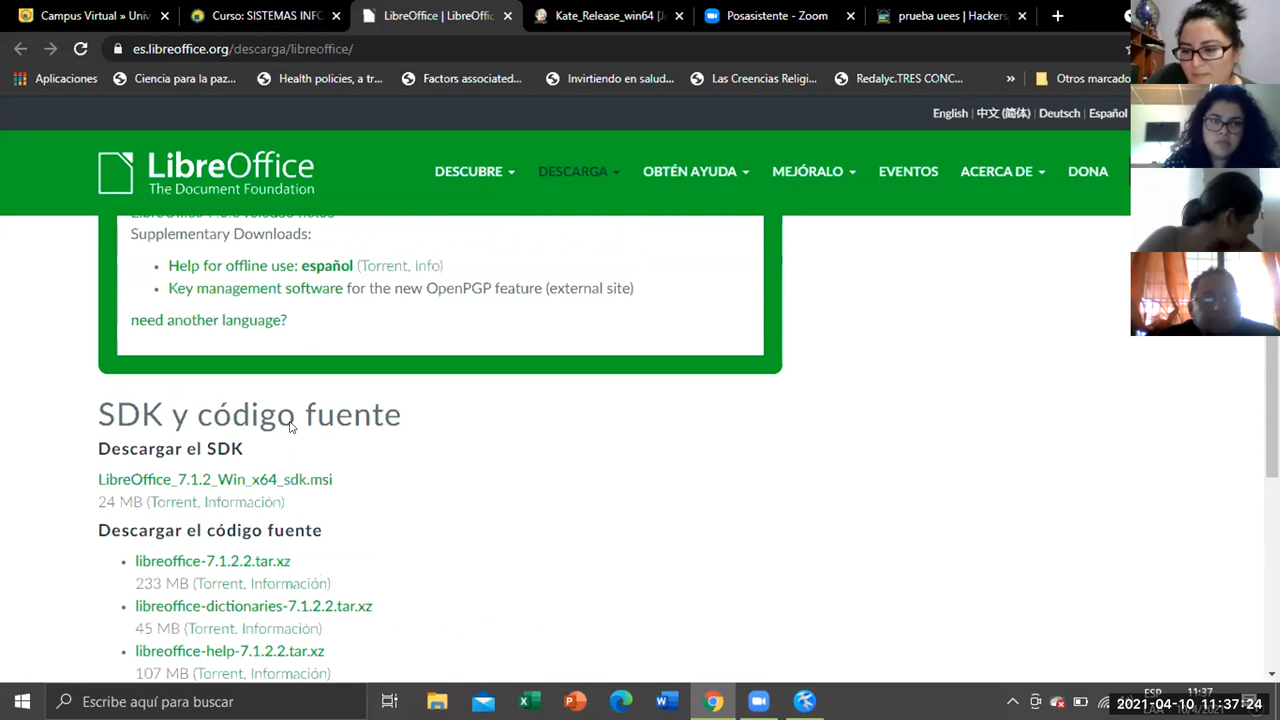 Campus Virtual » Univ
Curso: SISTEMAS INFC
LibreOffice | LibreOffic
Kate_Release_win64 [J
Posasistente - Zoom
prueba uees | Hackers
es.libreoffice.org/descarga/libreoffice/
Aplicaciones
Ciencia para la paz...
Health policies, a tr...
Factors associated...
Invirtiendo en salud...
Las Creencias Religi...
Redalyc.TRES CONC...
»
Otros marcado
English | 中文 (简体) | Deutsch | Español
LibreOffice
The Document Foundation
DESCUBRE
DESCARGA
OBTÉN AYUDA
MEJÓRALO
EVENTOS
ACERCA DE
DONA
Supplementary Downloads:
• Help for offline use: español (Torrent, Info)
• Key management software for the new OpenPGP feature (external site)
need another language?
SDK y código fuente
Descargar el SDK
LibreOffice_7.1.2_Win_x64_sdk.msi
24 MB (Torrent, Información)
Descargar el código fuente
• libreoffice-7.1.2.2.tar.xz
233 MB (Torrent, Información)
• libreoffice-dictionaries-7.1.2.2.tar.xz
45 MB (Torrent, Información)
• libreoffice-help-7.1.2.2.tar.xz
107 MB (Torrent, Información)
Escribe aquí para buscar
ESP
11:37
2021-04-10 11:37:24